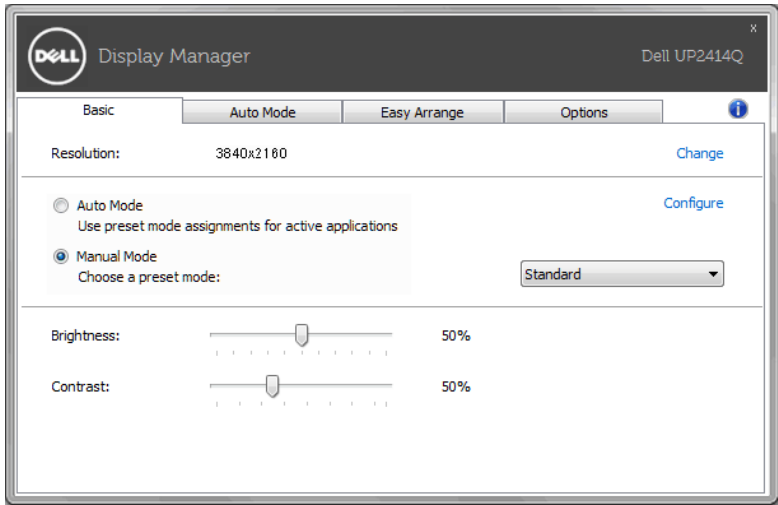 x
DELL Display Manager Dell UP2414Q
Basic Auto Mode Easy Arrange Options i
Resolution: 3840x2160 Change
Auto Mode Configure
Use preset mode assignments for active applications
Manual Mode
Choose a preset mode: Standard
Brightness: 50%
Contrast: 50%